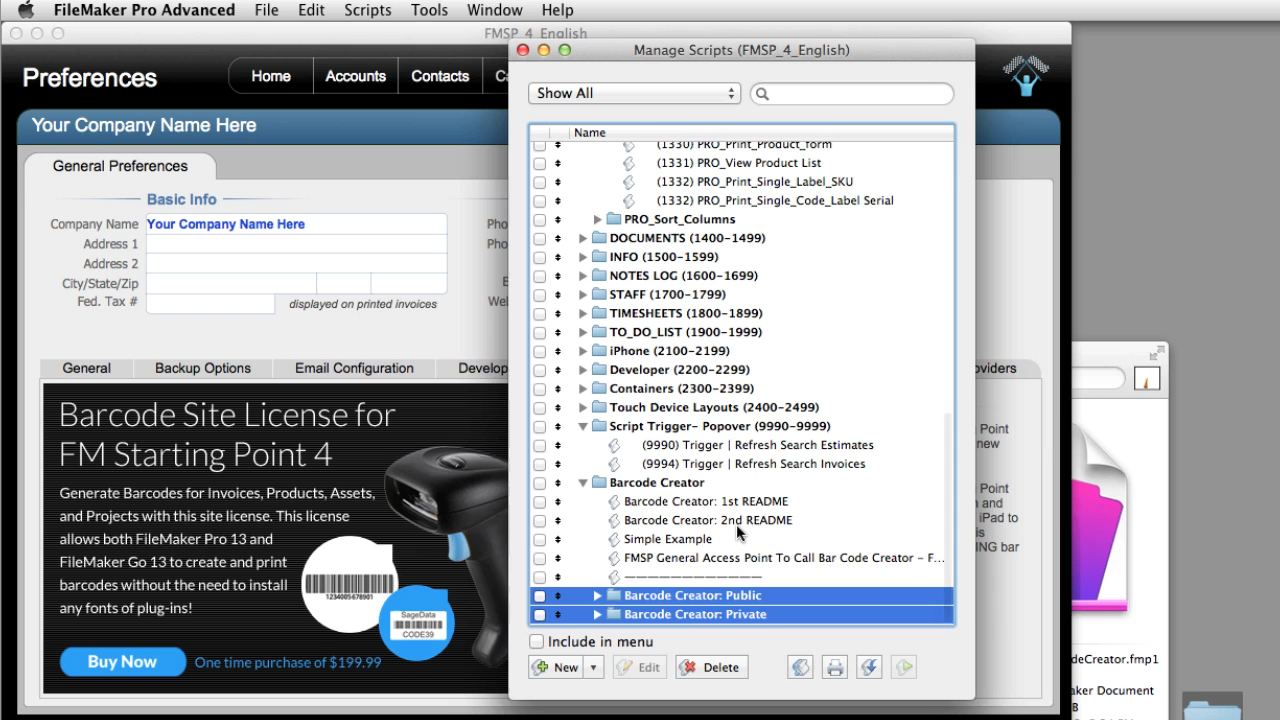 FileMaker Pro Advanced File Edit Scripts Tools Window Help
FMSP_4_English
Manage Scripts (FMSP_4_English)
Preferences
Home Accounts Contacts
Your Company Name Here
General Preferences
Basic Info
Company Name Your Company Name Here
Address 1
Address 2
City/State/Zip
Fed. Tax # displayed on printed invoices
General Backup Options Email Configuration
Barcode Site License for
FM Starting Point 4
Generate Barcodes for Invoices, Products, Assets,
and Projects with this site license. This license
allows both FileMaker Pro 13 and
FileMaker Go 13 to create and print
barcodes without the need to install
any fonts of plug-ins!
1234005678901
SageData
CODE39
Buy Now One time purchase of $199.99
Show All
Name
(1330) PRO_Print_Product_form
(1331) PRO_View Product List
(1332) PRO_Print_Single_Label_SKU
(1332) PRO_Print_Single_Code_Label Serial
PRO_Sort_Columns
DOCUMENTS (1400-1499)
INFO (1500-1599)
NOTES LOG (1600-1699)
STAFF (1700-1799)
TIMESHEETS (1800-1899)
TO_DO_LIST (1900-1999)
iPhone (2100-2199)
Developer (2200-2299)
Containers (2300-2399)
Touch Device Layouts (2400-2499)
Script Trigger- Popover (9990-9999)
(9990) Trigger | Refresh Search Estimates
(9994) Trigger | Refresh Search Invoices
Barcode Creator
Barcode Creator: 1st README
Barcode Creator: 2nd README
Simple Example
FMSP General Access Point To Call Bar Code Creator - F...
——————————————
Barcode Creator: Public
Barcode Creator: Private
Include in menu
New Edit Delete
Point
new
Point
and
iPad to
is
ING bar
deCreator.fmp1
aker Document
B